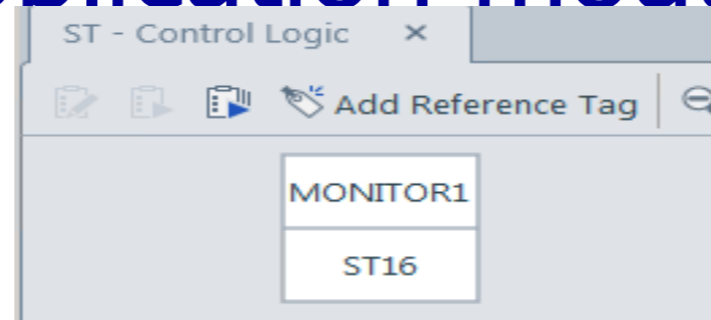 ST - Control Logic ×
Add Reference Tag
MONITOR1
ST16